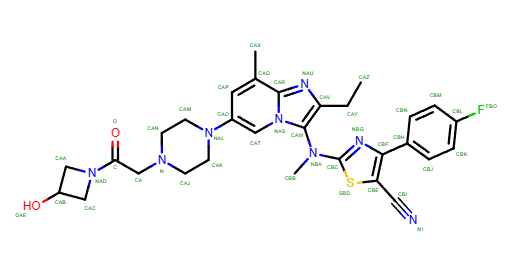 CAX
CAZ
CAQ
NAU
CAP
CAR
CAV
CAY
CAO
CAM
CAN
NAL
NAS
CAT
CAW
CAK
CAJ
N
N
N
N
N
O
O
C
CA
CAA
N
NAD
CAB
CAC
HO
OAE
N
NBA
CBB
CBC
N
NBG
S
SBD
CBE
CBF
CBH
CBN
CBM
CBL
F
FBO
CBK
CBJ
CBI
N
N1